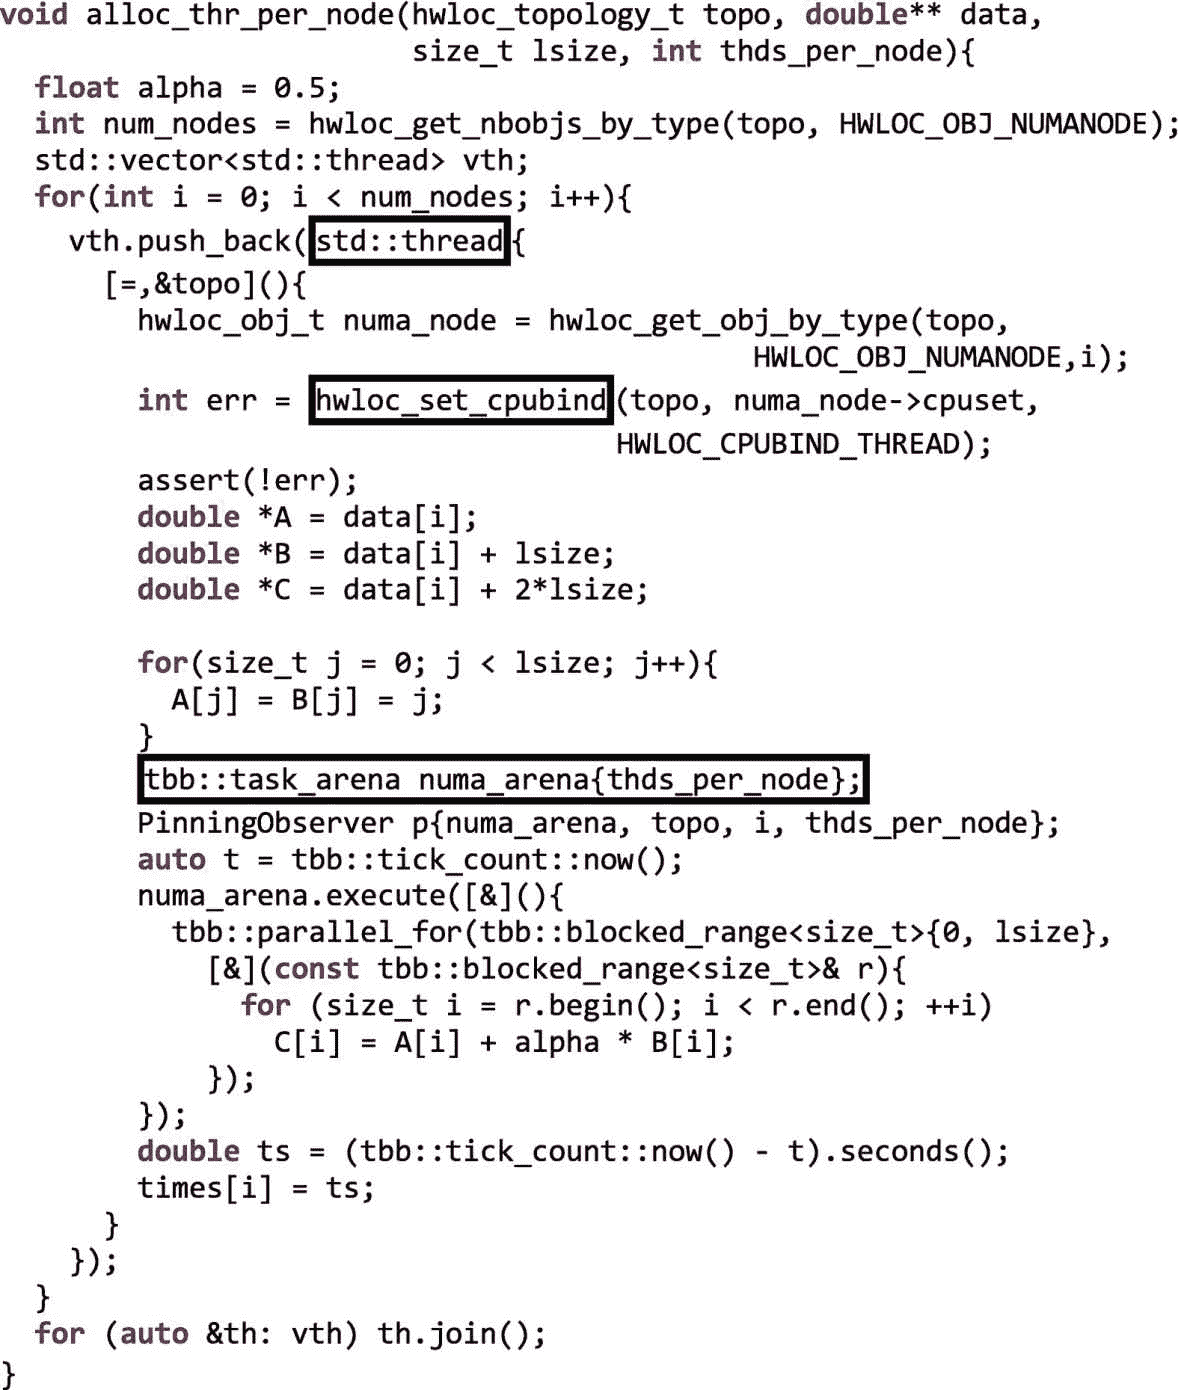 void alloc_thr_per_node(hwloc_topology_t topo, double** data,
                        size_t lsize, int thds_per_node){
  float alpha = 0.5;
  int num_nodes = hwloc_get_nbobjs_by_type(topo, HWLOC_OBJ_NUMANODE);
  std::vector<std::thread> vth;
  for(int i = 0; i < num_nodes; i++){
    vth.push_back(std::thread{
      [=,&topo](){
        hwloc_obj_t numa_node = hwloc_get_obj_by_type(topo,
                                            HWLOC_OBJ_NUMANODE,i);
        int err = hwloc_set_cpubind(topo, numa_node->cpuset,
                                    HWLOC_CPUBIND_THREAD);
        assert(!err);
        double *A = data[i];
        double *B = data[i] + lsize;
        double *C = data[i] + 2*lsize;

        for(size_t j = 0; j < lsize; j++){
          A[j] = B[j] = j;
        }
        tbb::task_arena numa_arena{thds_per_node};
        PinningObserver p{numa_arena, topo, i, thds_per_node};
        auto t = tbb::tick_count::now();
        numa_arena.execute([&](){
          tbb::parallel_for(tbb::blocked_range<size_t>{0, lsize},
            [&](const tbb::blocked_range<size_t>& r){
              for (size_t i = r.begin(); i < r.end(); ++i)
                C[i] = A[i] + alpha * B[i];
            });
        });
        double ts = (tbb::tick_count::now() - t).seconds();
        times[i] = ts;
      }
    });
  }
  for (auto &th: vth) th.join();
}